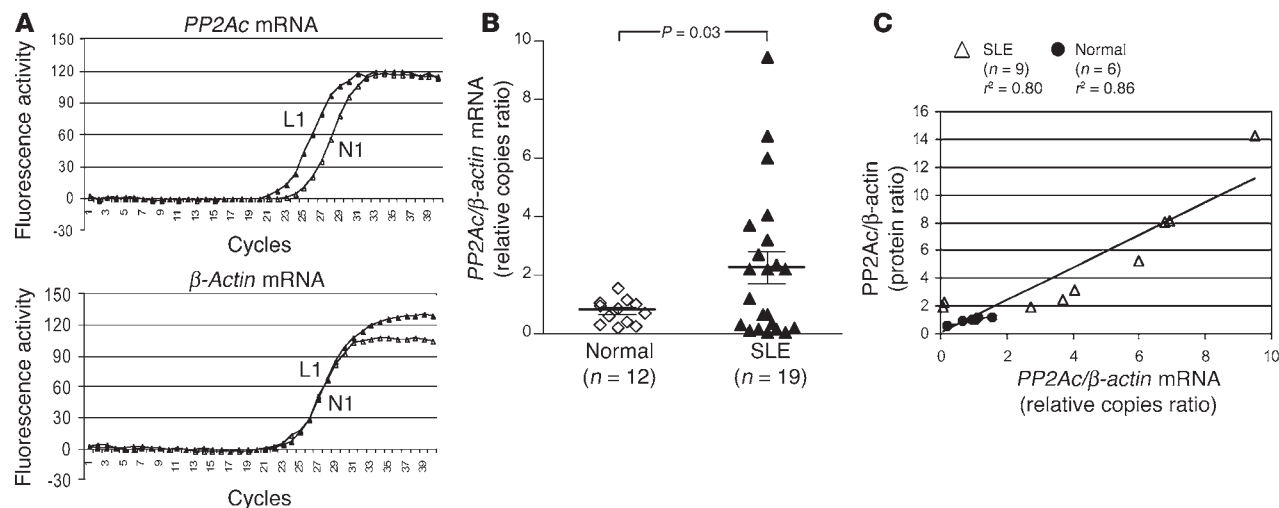 A
PP2Ac mRNA
Fluorescence activity
150
120
90
60
30
0
-30
L1
N1
1 3 5 7 9 11 13 15 17 19 21 23 25 27 29 31 33 35 37 39
Cycles
β-Actin mRNA
Fluorescence activity
150
120
90
60
30
0
-30
L1
N1
1 3 5 7 9 11 13 15 17 19 21 23 25 27 29 31 33 35 37 39
Cycles
B
PP2Ac/β-actin mRNA
(relative copies ratio)
P = 0.03
10
8
6
4
2
0
Normal
(n = 12)
SLE
(n = 19)
C
SLE
(n = 9)
r² = 0.80
Normal
(n = 6)
r² = 0.86
PP2Ac/β-actin
(protein ratio)
16
14
12
10
8
6
4
2
0
0 2 4 6 8 10
PP2Ac/β-actin mRNA
(relative copies ratio)